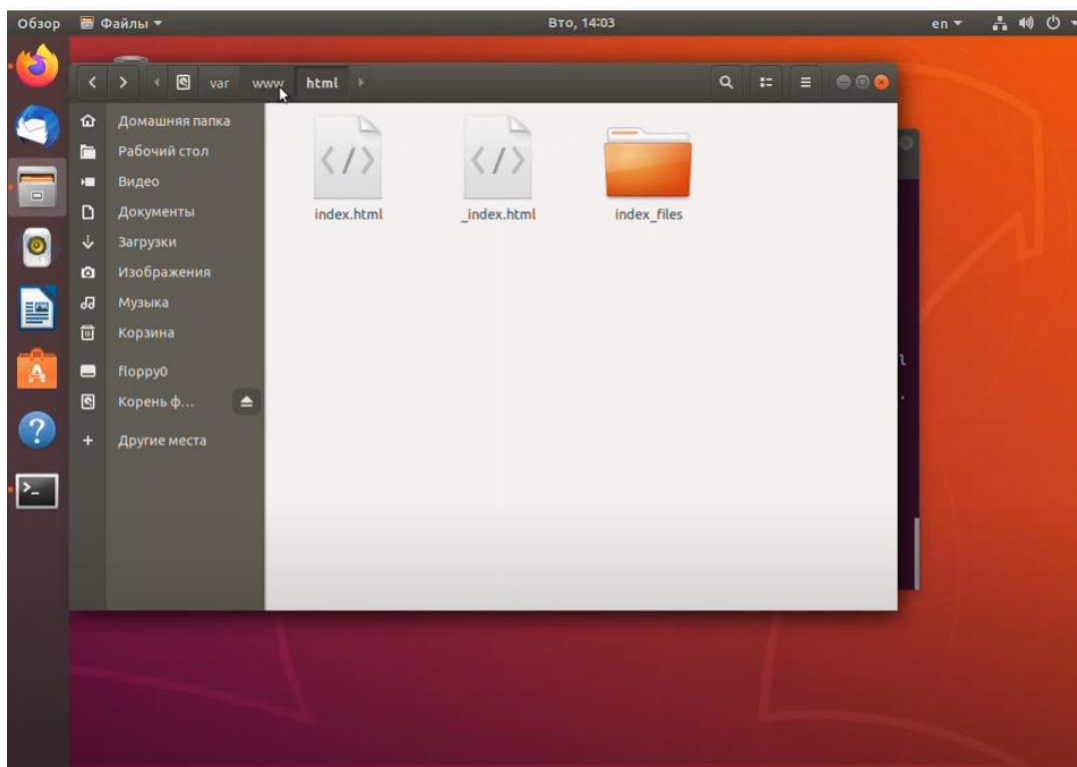 Обзор Файлы Вто, 14:03 en
var www html
Домашняя папка
Рабочий стол
Видео
Документы
Загрузки
Изображения
Музыка
Корзина
floppy0
Корень ф...
Другие места
index.html _index.html index_files
l
.